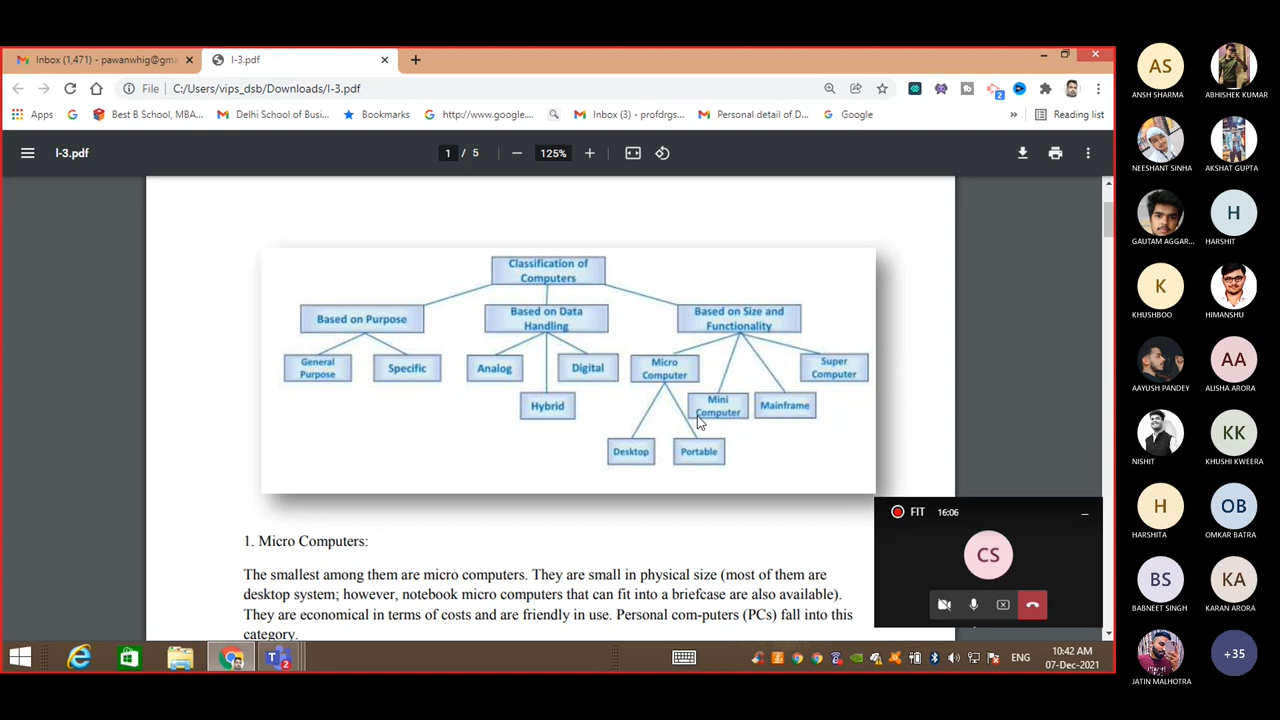 Inbox (1,471) - pawanwhig@gma
l-3.pdf
File
C:/Users/vips_dsb/Downloads/l-3.pdf
Apps
Best B School, MBA...
Delhi School of Busi...
Bookmarks
http://www.google....
Inbox (3) - profdrgs...
Personal detail of D...
Google
»
Reading list
l-3.pdf
1 / 5
125%
Classification of
Computers
Based on Purpose
Based on Data
Handling
Based on Size and
Functionality
General
Purpose
Specific
Analog
Digital
Micro
Computer
Super
Computer
Hybrid
Mini
Computer
Mainframe
Desktop
Portable
1. Micro Computers:
The smallest among them are micro computers. They are small in physical size (most of them are
desktop system; however, notebook micro computers that can fit into a briefcase are also available).
They are economical in terms of costs and are friendly in use. Personal com-puters (PCs) fall into this
category.
FIT 16:06
CS
2
2
ENG
10:42 AM
07-Dec-2021
AS
ANSH SHARMA
ABHISHEK KUMAR
NEESHANT SINHA
AKSHAT GUPTA
GAUTAM AGGAR...
H
HARSHIT
K
KHUSHBOO
HIMANSHU
AAYUSH PANDEY
AA
ALISHA ARORA
NISHIT
KK
KHUSHI KWEERA
H
HARSHITA
OB
OMKAR BATRA
BS
BABNEET SINGH
KA
KARAN ARORA
JATIN MALHOTRA
+35